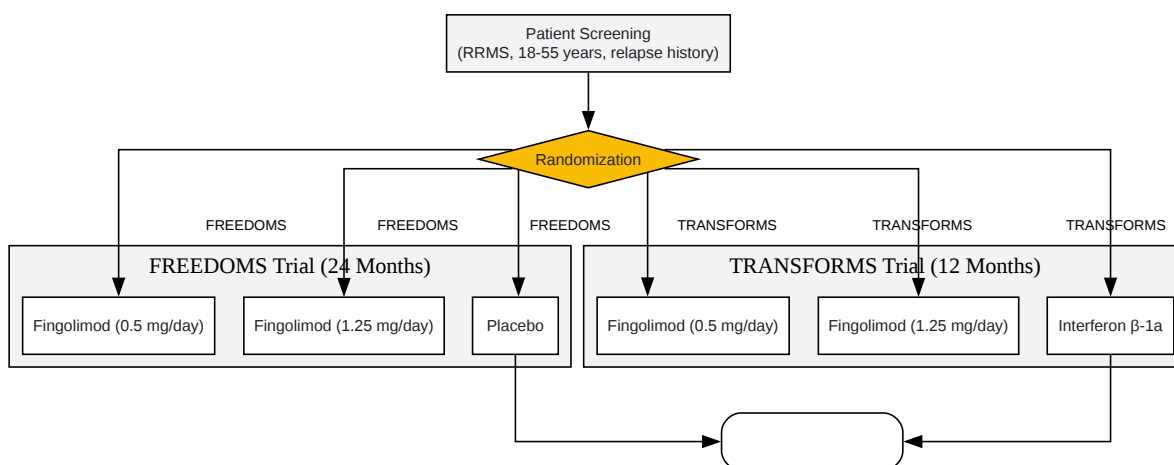 Patient Screening
(RRMS, 18-55 years, relapse history)
Randomization
FREEDOMS
FREEDOMS
FREEDOMS
TRANSFORMS
TRANSFORMS
TRANSFORMS
FREEDOMS Trial (24 Months)
TRANSFORMS Trial (12 Months)
Fingolimod (0.5 mg/day)
Fingolimod (1.25 mg/day)
Placebo
Fingolimod (0.5 mg/day)
Fingolimod (1.25 mg/day)
Interferon β-1a